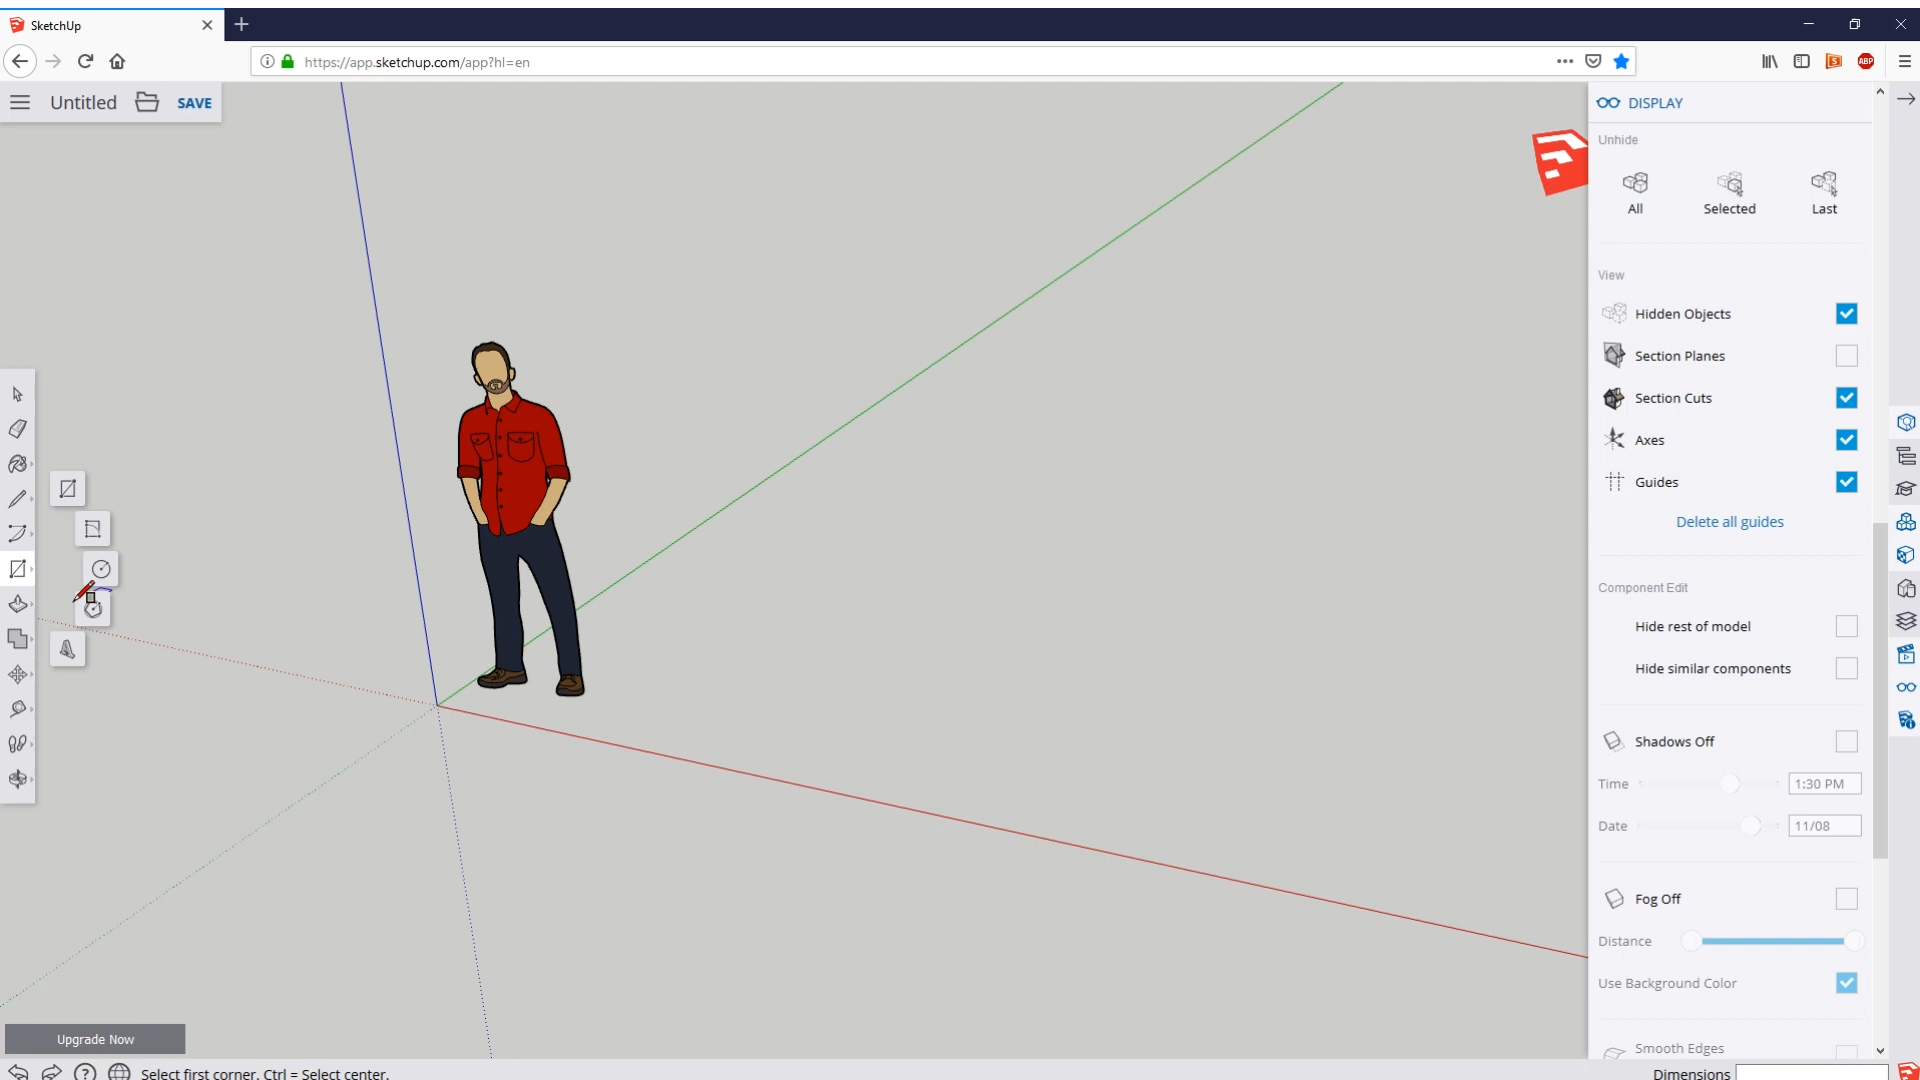 SketchUp
https://app.sketchup.com/app?hl=en
ABP
Untitled
SAVE
DISPLAY
Unhide
All
Selected
Last
View
Hidden Objects
Section Planes
Section Cuts
Axes
Guides
Delete all guides
Component Edit
Hide rest of model
Hide similar components
Shadows Off
Time
1:30 PM
Date
11/08
Fog Off
Distance
Use Background Color
Smooth Edges
Upgrade Now
Select first corner. Ctrl = Select center.
Dimensions